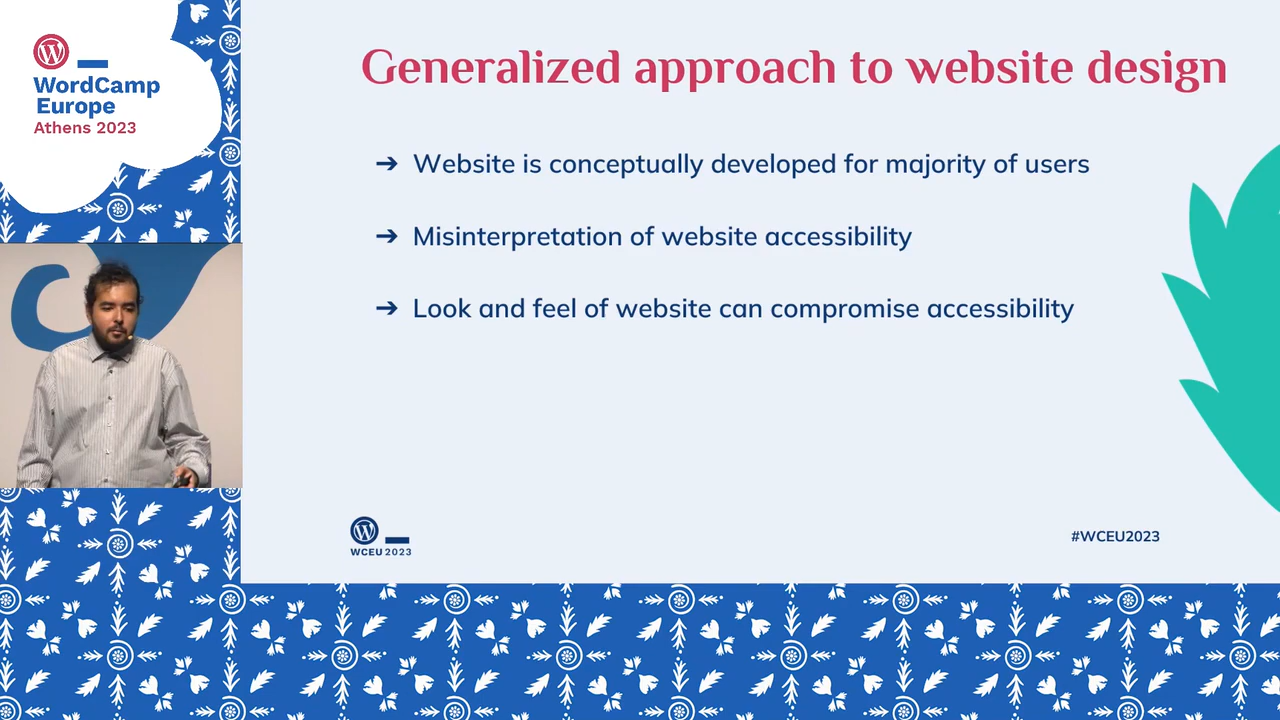 WordCamp
Europe
Athens 2023
Generalized approach to website design
➔ Website is conceptually developed for majority of users
➔ Misinterpretation of website accessibility
➔ Look and feel of website can compromise accessibility
WCEU 2023
#WCEU2023